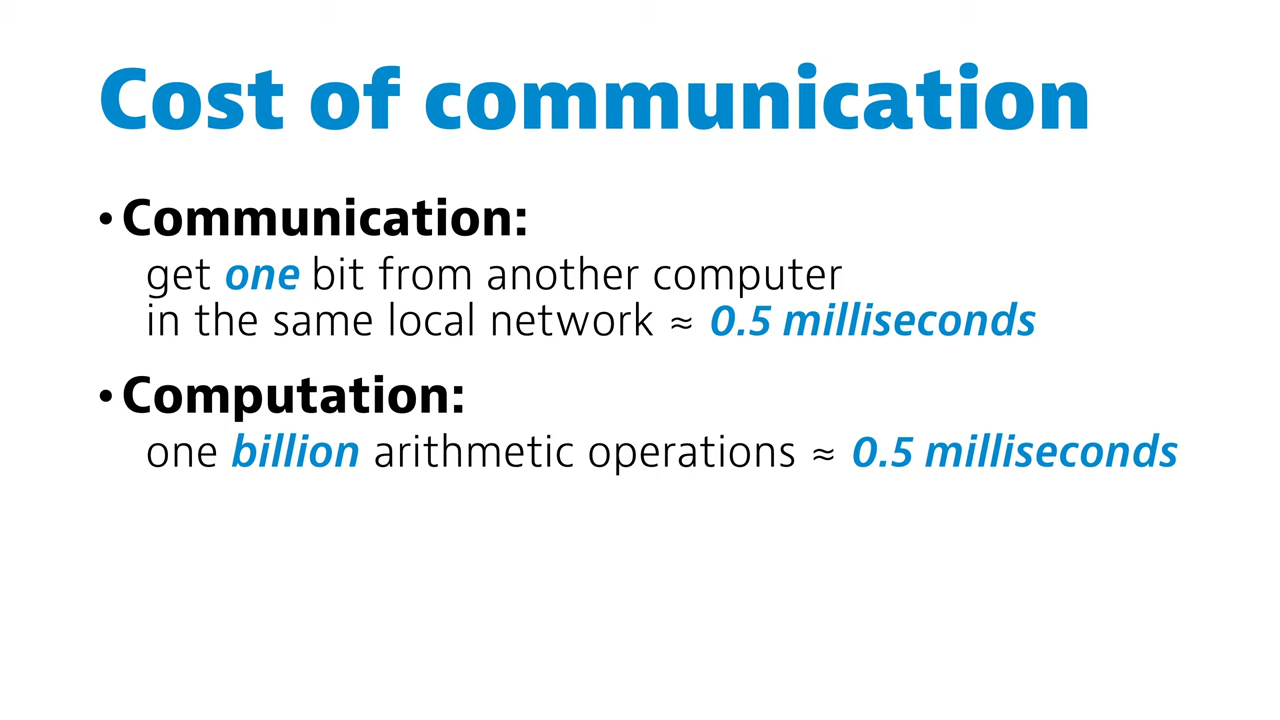 Cost of communication
• Communication:
get one bit from another computer
in the same local network ≈ 0.5 milliseconds
• Computation:
one billion arithmetic operations ≈ 0.5 milliseconds